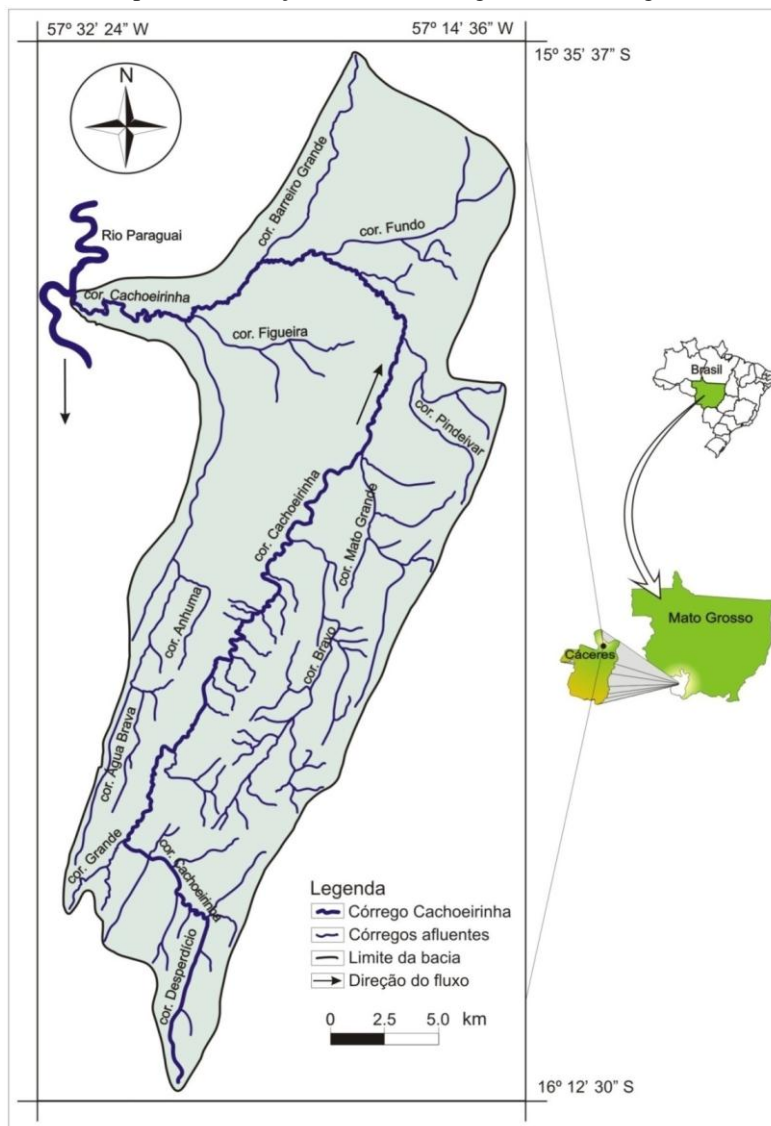 57º 32' 24" W
57º 14' 36" W
15º 35' 37" S
N
Rio Paraguai
cor. Barreiro Grande
cor. Fundo
cor. Cachoeirinha
cor. Figueira
cor. Pindeivar
Brasil
cor. Cachoeirinha
cor. Mato Grande
cor. Anhuma
cor. Bravo
Mato Grosso
Cáceres
cor. Água Brava
cor. Grande
cor. Cachoeirinha
cor. Desperdício
Legenda
Córrego Cachoeirinha
Córregos afluentes
Limite da bacia
Direção do fluxo
0 2.5 5.0 km
16º 12' 30" S